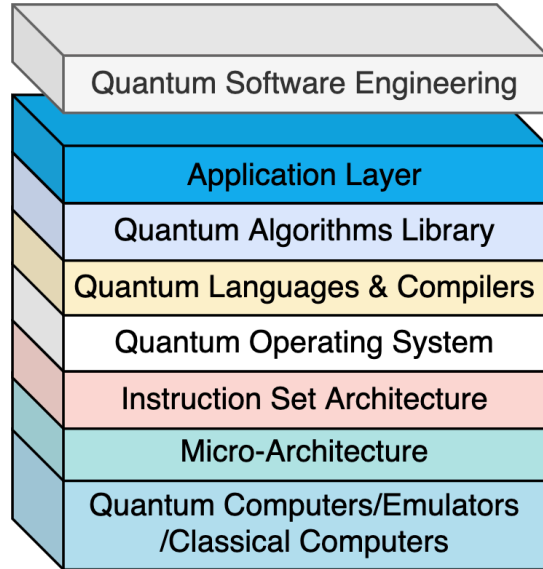 Quantum Software Engineering
Application Layer
Quantum Algorithms Library
Quantum Languages & Compilers
Quantum Operating System
Instruction Set Architecture
Micro-Architecture
Quantum Computers/Emulators
/Classical Computers